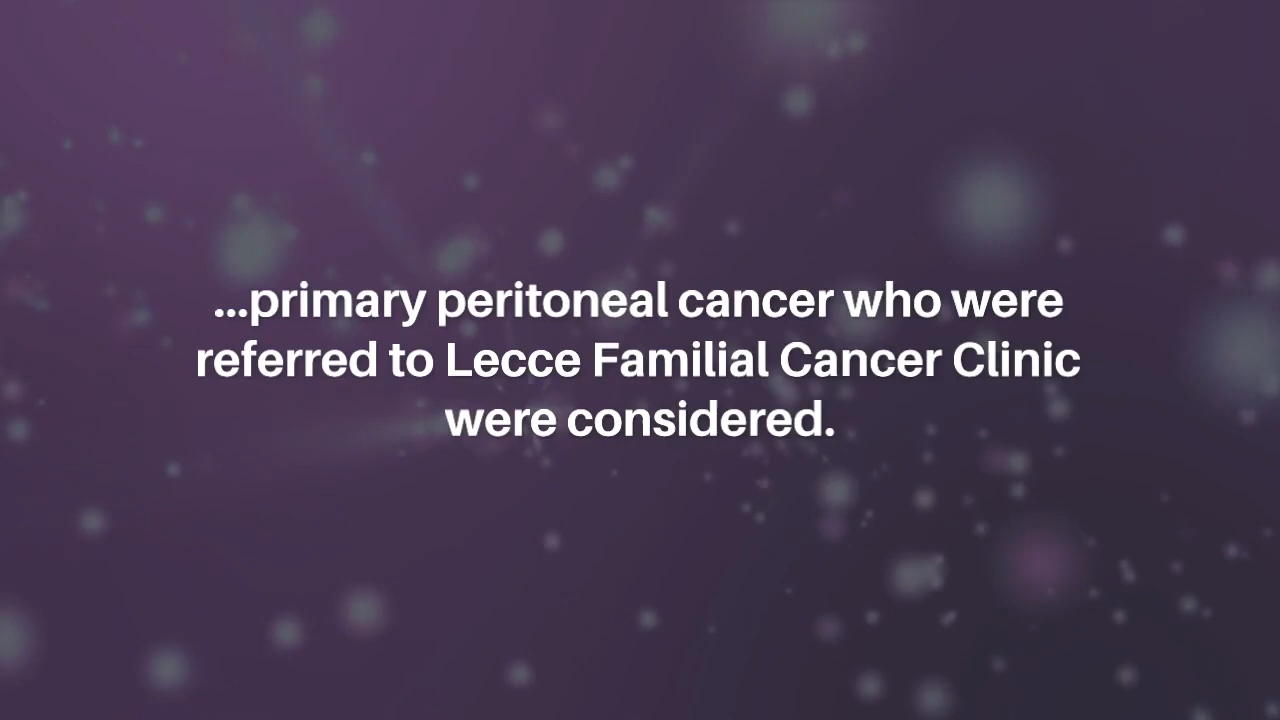 ...primary peritoneal cancer who were
referred to Lecce Familial Cancer Clinic
were considered.